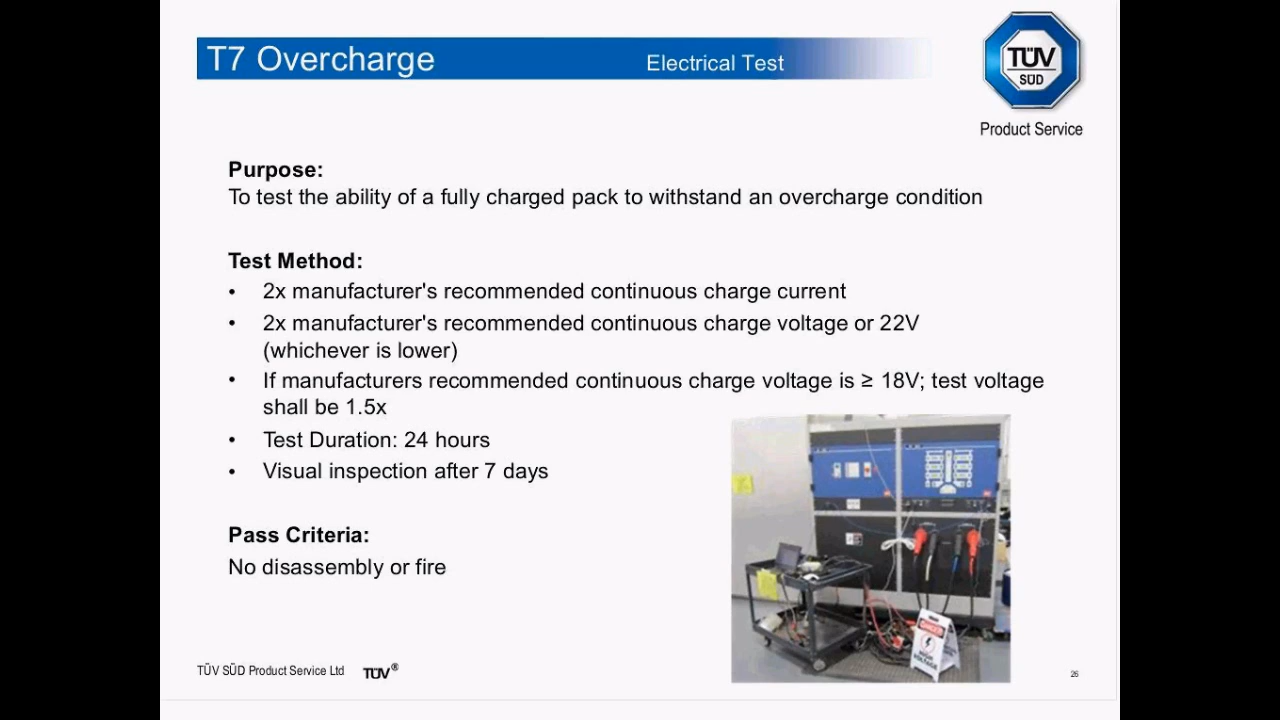 T7 Overcharge
Electrical Test
TÜV
SÜD
Product Service
Purpose:
To test the ability of a fully charged pack to withstand an overcharge condition
Test Method:
• 2x manufacturer's recommended continuous charge current
• 2x manufacturer's recommended continuous charge voltage or 22V
(whichever is lower)
• If manufacturers recommended continuous charge voltage is ≥ 18V; test voltage
shall be 1.5x
• Test Duration: 24 hours
• Visual inspection after 7 days
Pass Criteria:
No disassembly or fire
DANGER
HIGH
VOLTAGE
TÜV SÜD Product Service Ltd
TÜV®
26